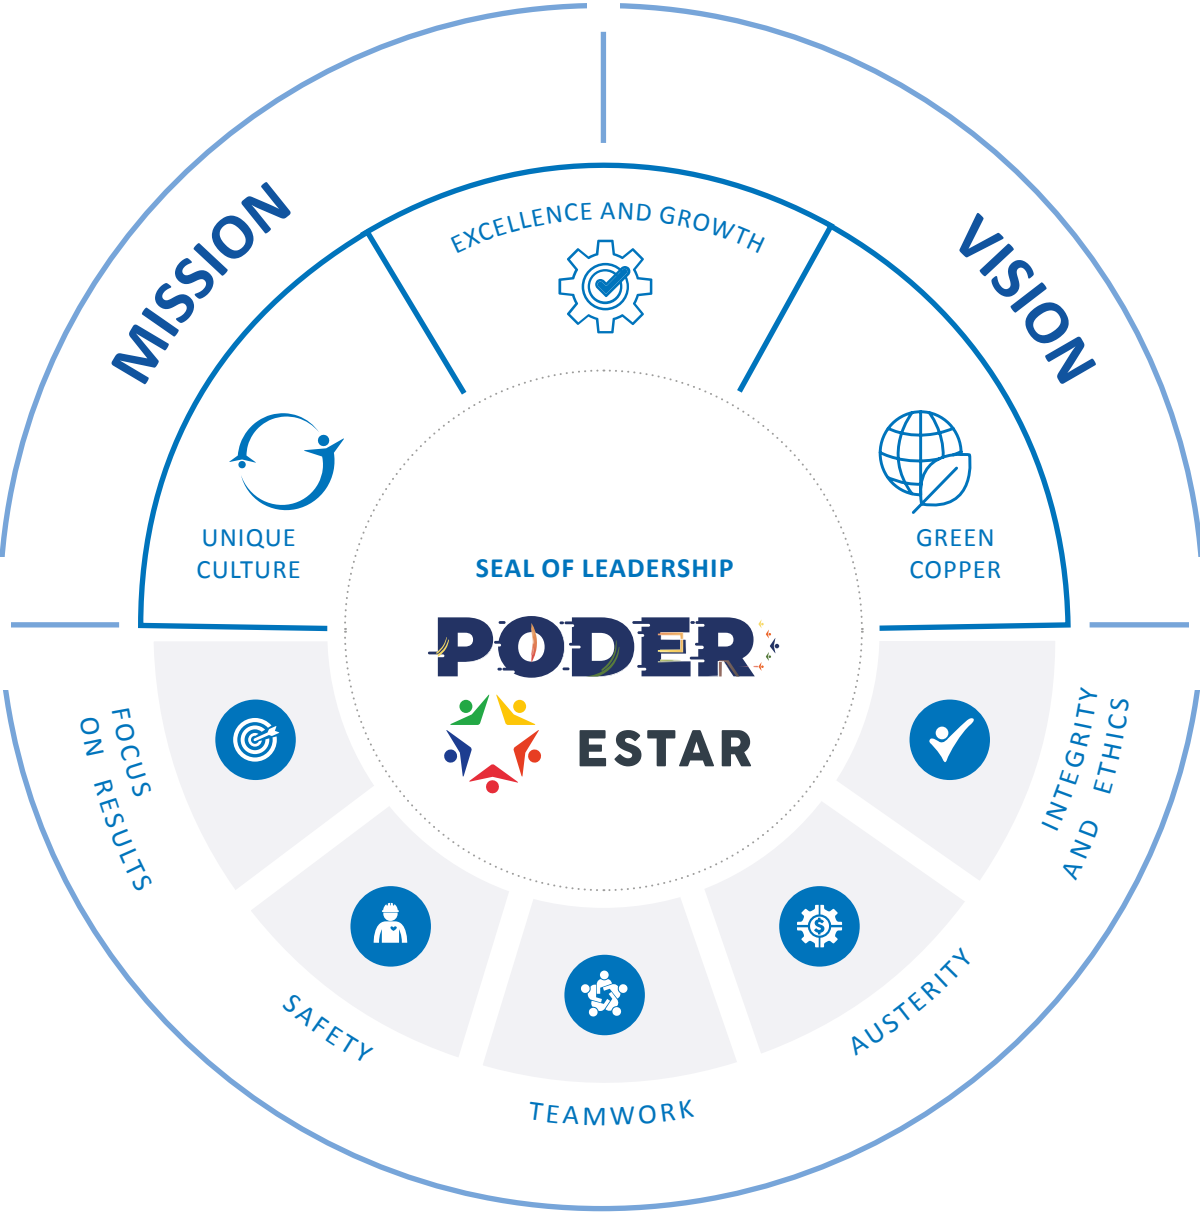 MISSION
VISION
EXCELLENCE AND GROWTH
UNIQUE
CULTURE
GREEN
COPPER
SEAL OF LEADERSHIP
PODER
ESTAR
FOCUS
ON RESULTS
INTEGRITY
AND ETHICS
SAFETY
AUSTERITY
TEAMWORK
$